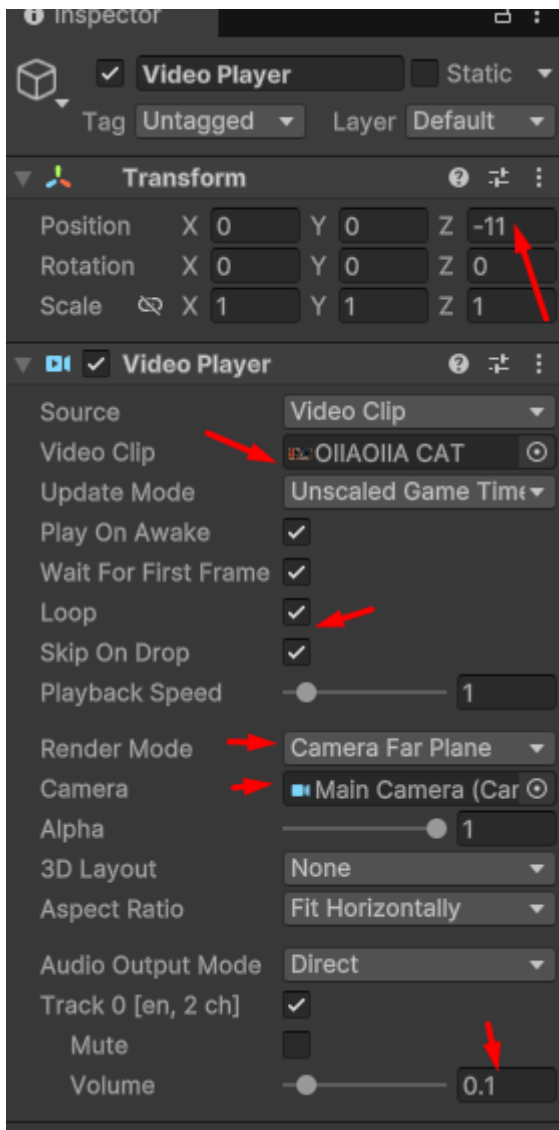 Inspector
Video Player Static
Tag Untagged Layer Default
Transform
Position X 0 Y 0 Z -11
Rotation X 0 Y 0 Z 0
Scale X 1 Y 1 Z 1
Video Player
Source Video Clip
Video Clip OIIAOIIA CAT
Update Mode Unscaled Game Time
Play On Awake
Wait For First Frame
Loop
Skip On Drop
Playback Speed 1
Render Mode Camera Far Plane
Camera Main Camera (Car
Alpha 1
3D Layout None
Aspect Ratio Fit Horizontally
Audio Output Mode Direct
Track 0 [en, 2 ch]
Mute
Volume 0.1